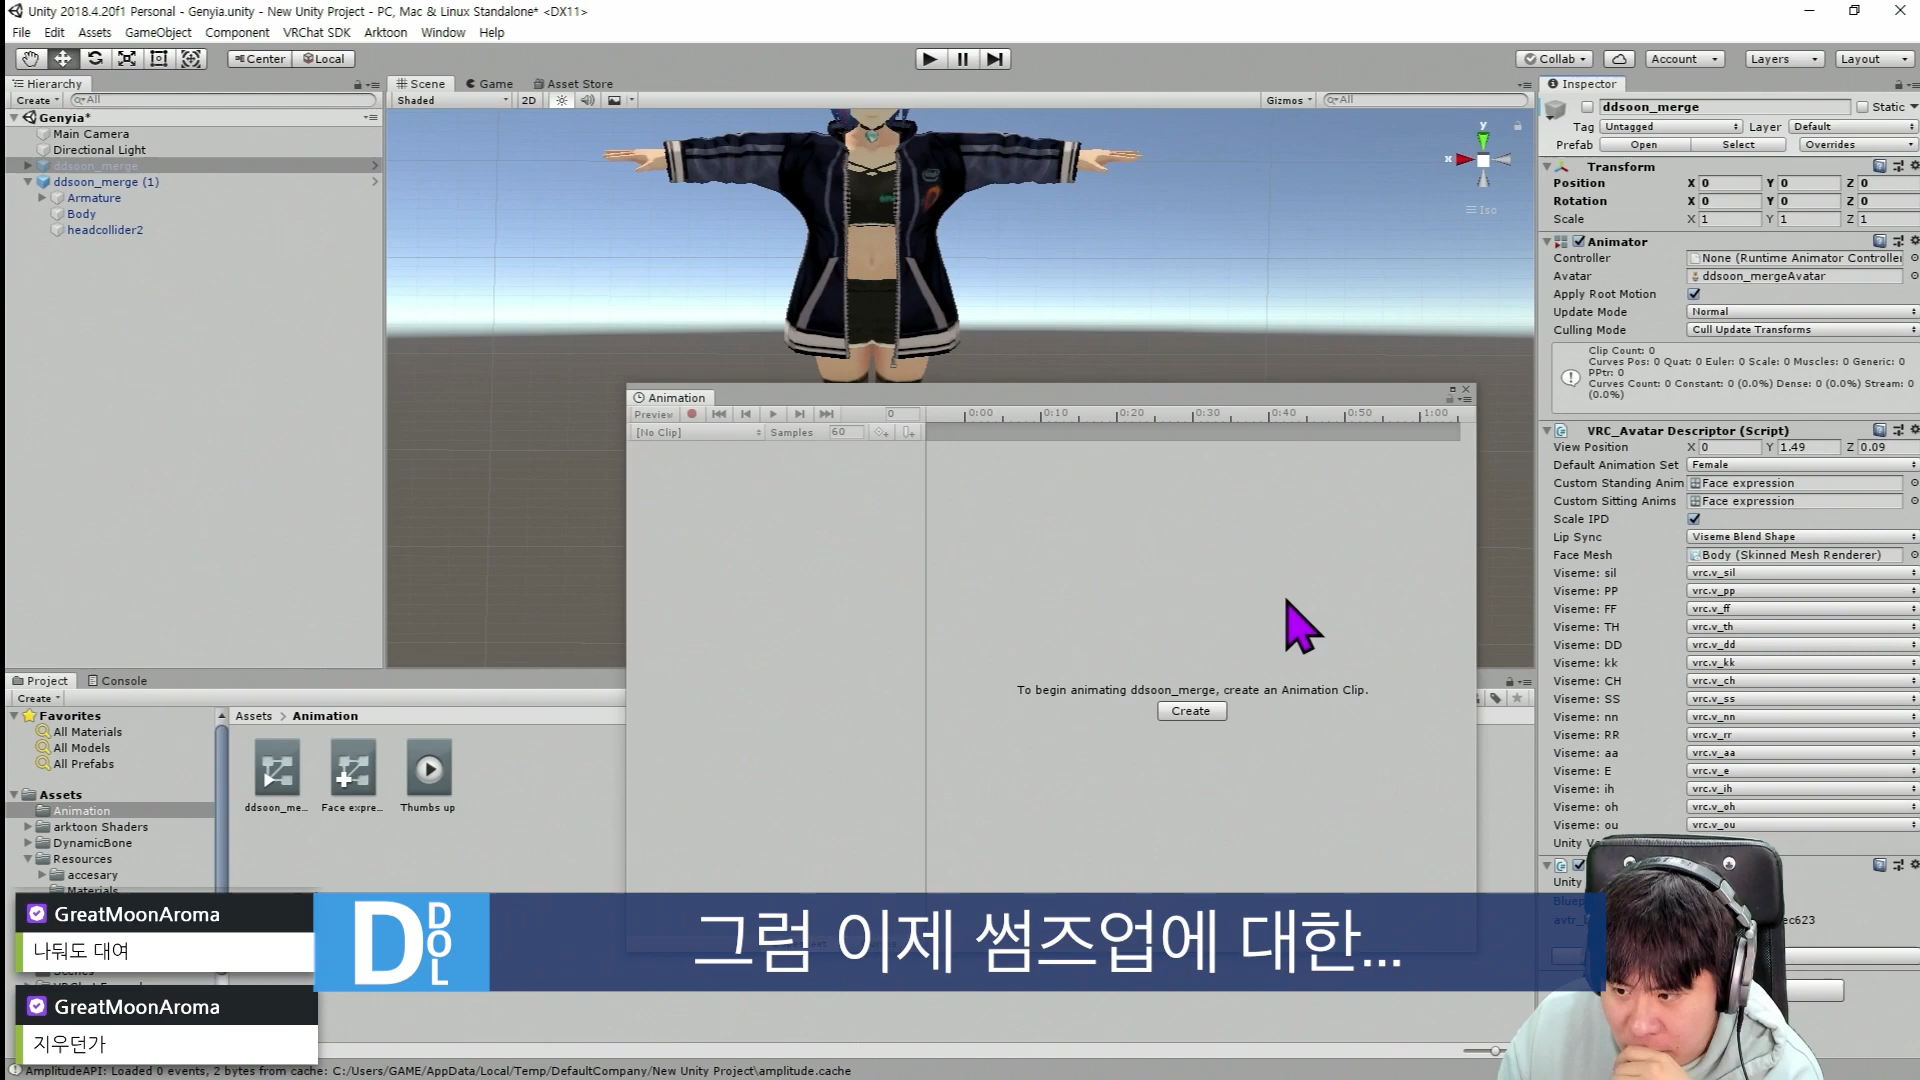 Unity 2018.4.20f1 Personal - Genyia.unity - New Unity Project - PC, Mac & Linux Standalone* <DX11>
File Edit Assets GameObject Component VRChat SDK Arktoon Window Help
Center Local Collab Account Layers Layout
Hierarchy
Create All
Genyia*
Main Camera
Directional Light
ddsoon_merge
ddsoon_merge (1)
Armature
Body
headcollider2
Scene Game Asset Store
Shaded 2D Gizmos All
y
x
Iso
Animation
Preview 0 0:00 0:10 0:20 0:30 0:40 0:50 1:00
[No Clip] Samples 60
To begin animating ddsoon_merge, create an Animation Clip.
Create
Inspector
ddsoon_merge Static
Tag Untagged Layer Default
Prefab Open Select Overrides
Transform
Position X 0 Y 0 Z 0
Rotation X 0 Y 0 Z 0
Scale X 1 Y 1 Z 1
Animator
Controller None (Runtime Animator Controller
Avatar ddsoon_mergeAvatar
Apply Root Motion
Update Mode Normal
Culling Mode Cull Update Transforms
Clip Count: 0
Curves Pos: 0 Quat: 0 Euler: 0 Scale: 0 Muscles: 0 Generic: 0
PPtr: 0
Curves Count: 0 Constant: 0 (0.0%) Dense: 0 (0.0%) Stream: 0
(0.0%)
VRC_Avatar Descriptor (Script)
View Position X 0 Y 1.49 Z 0.09
Default Animation Set Female
Custom Standing Anim Face expression
Custom Sitting Anims Face expression
Scale IPD
Lip Sync Viseme Blend Shape
Face Mesh Body (Skinned Mesh Renderer)
Viseme: sil vrc.v_sil
Viseme: PP vrc.v_pp
Viseme: FF vrc.v_ff
Viseme: TH vrc.v_th
Viseme: DD vrc.v_dd
Viseme: kk vrc.v_kk
Viseme: CH vrc.v_ch
Viseme: SS vrc.v_ss
Viseme: nn vrc.v_nn
Viseme: RR vrc.v_rr
Viseme: aa vrc.v_aa
Viseme: E vrc.v_e
Viseme: ih vrc.v_ih
Viseme: oh vrc.v_oh
Viseme: ou vrc.v_ou
Unity
Unity
ec623
Project Console
Create
Favorites
All Materials
All Models
All Prefabs
Assets
Animation
arktoon Shaders
DynamicBone
Resources
accesary
Materials
Assets > Animation
ddsoon_me... Face expre... Thumbs up
GreatMoonAroma
나둬도 대여
GreatMoonAroma
지우던가
DDOL
그럼 이제 썸즈업에 대한...
AmplitudeAPI: Loaded 0 events, 2 bytes from cache: C:/Users/GAME/AppData/Local/Temp/DefaultCompany/New Unity Project\amplitude.cache